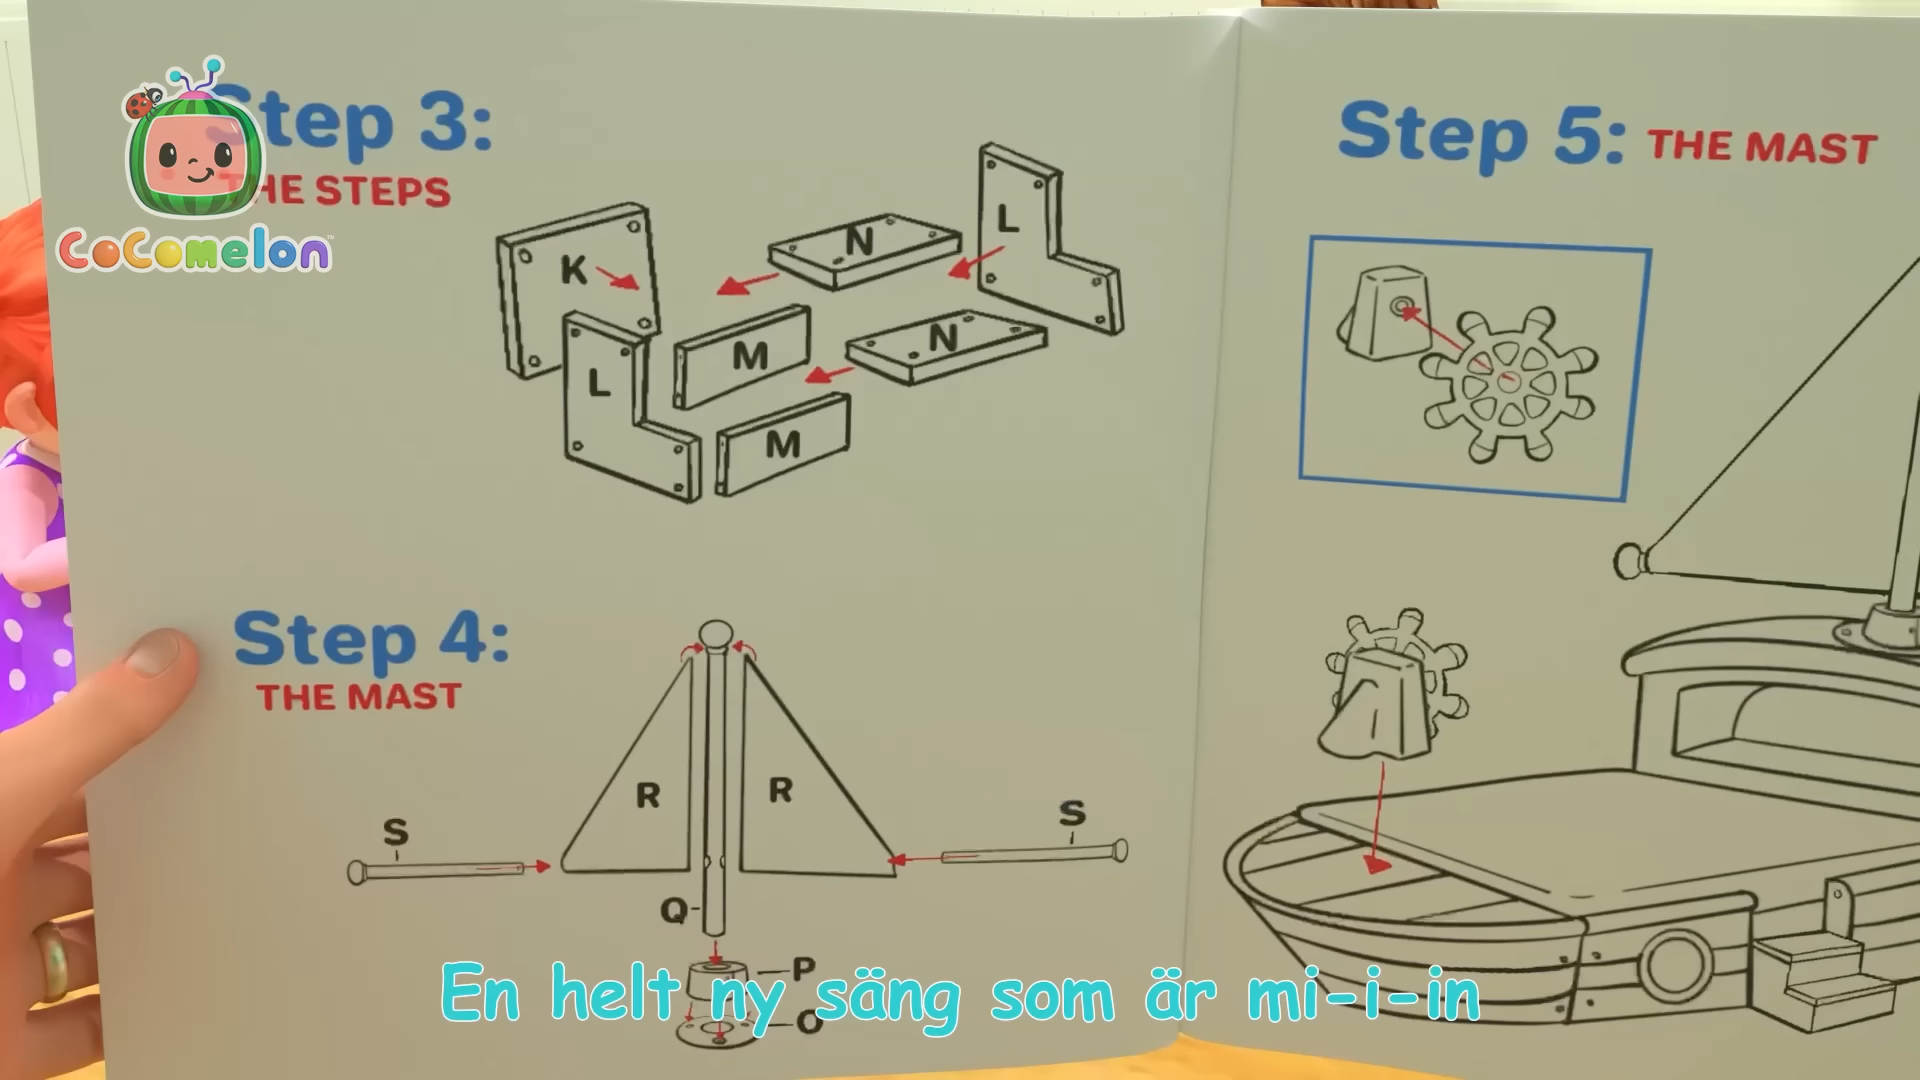 Step 3:
THE STEPS
CoComelon
TM
K
N
L
L
M
N
M
Step 4:
THE MAST
R
R
S
S
Q
P
O
Step 5: THE MAST
En helt ny säng som är mi-i-in